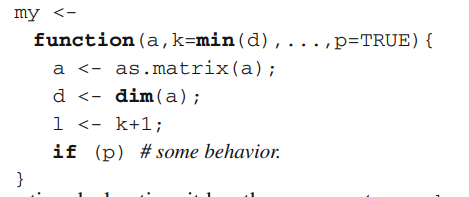 my <-
function(a,k=min(d),...,p=TRUE){
a <- as.matrix(a);
d <- dim(a);
l <- k+1;
if (p) # some behavior.
}